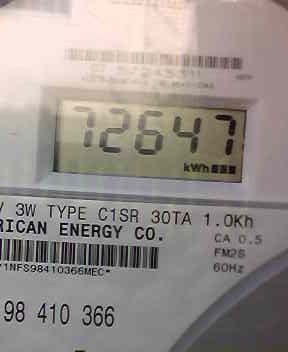 72647
kWh
V 3W TYPE C1SR 30TA 1.0Kh
RICAN ENERGY CO.
CA 0.5
FM2S
60Hz
1NFS98410366MEC*
98 410 366